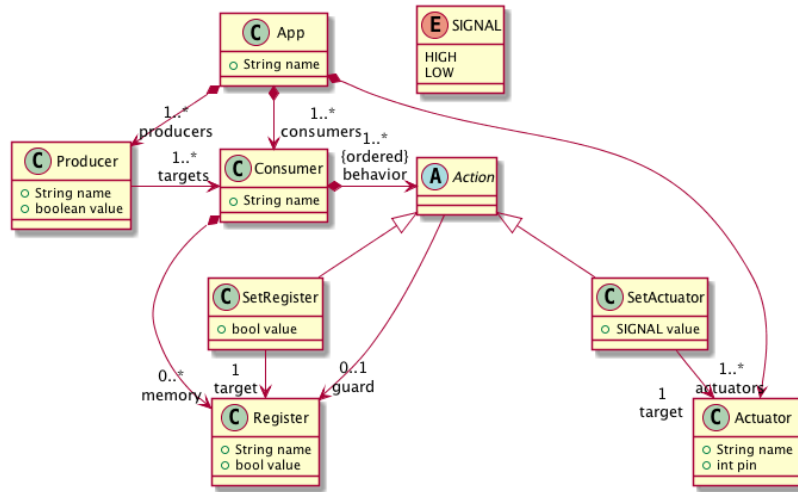 C App
String name
E SIGNAL
HIGH
LOW
1..*
producers
1..*
consumers
1..*
{ordered}
behavior
C Producer
String name
boolean value
1..*
targets
C Consumer
String name
A Action
C SetRegister
bool value
C SetActuator
SIGNAL value
0..*
memory
1
target
0..1
guard
1
target
1..*
actuators
C Register
String name
bool value
C Actuator
String name
int pin